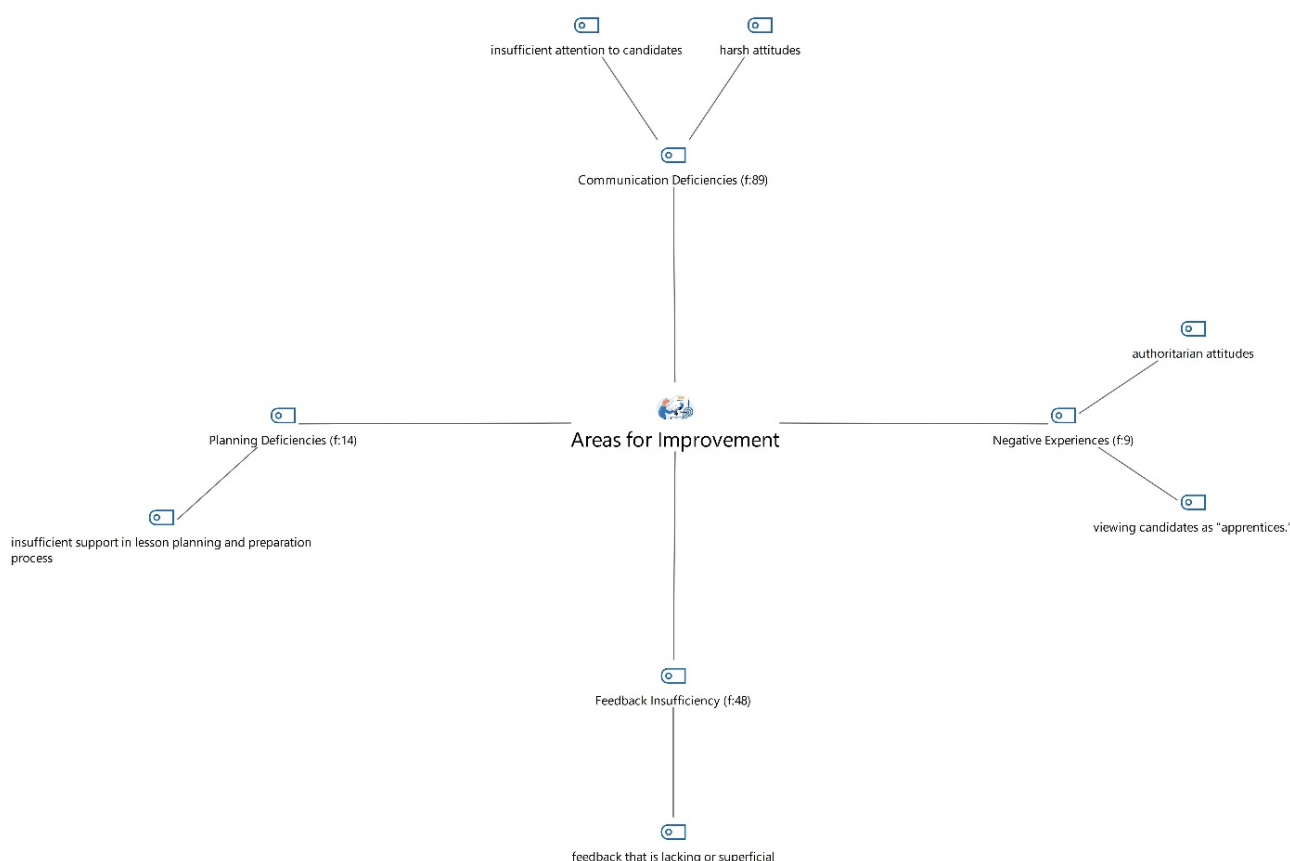 insufficient attention to candidates
harsh attitudes
Communication Deficiencies (f:89)
authoritarian attitudes
Areas for Improvement
Planning Deficiencies (f:14)
Negative Experiences (f:9)
viewing candidates as "apprentices."
insufficient support in lesson planning and preparation
process
Feedback Insufficiency (f:48)
feedback that is lacking or superficial